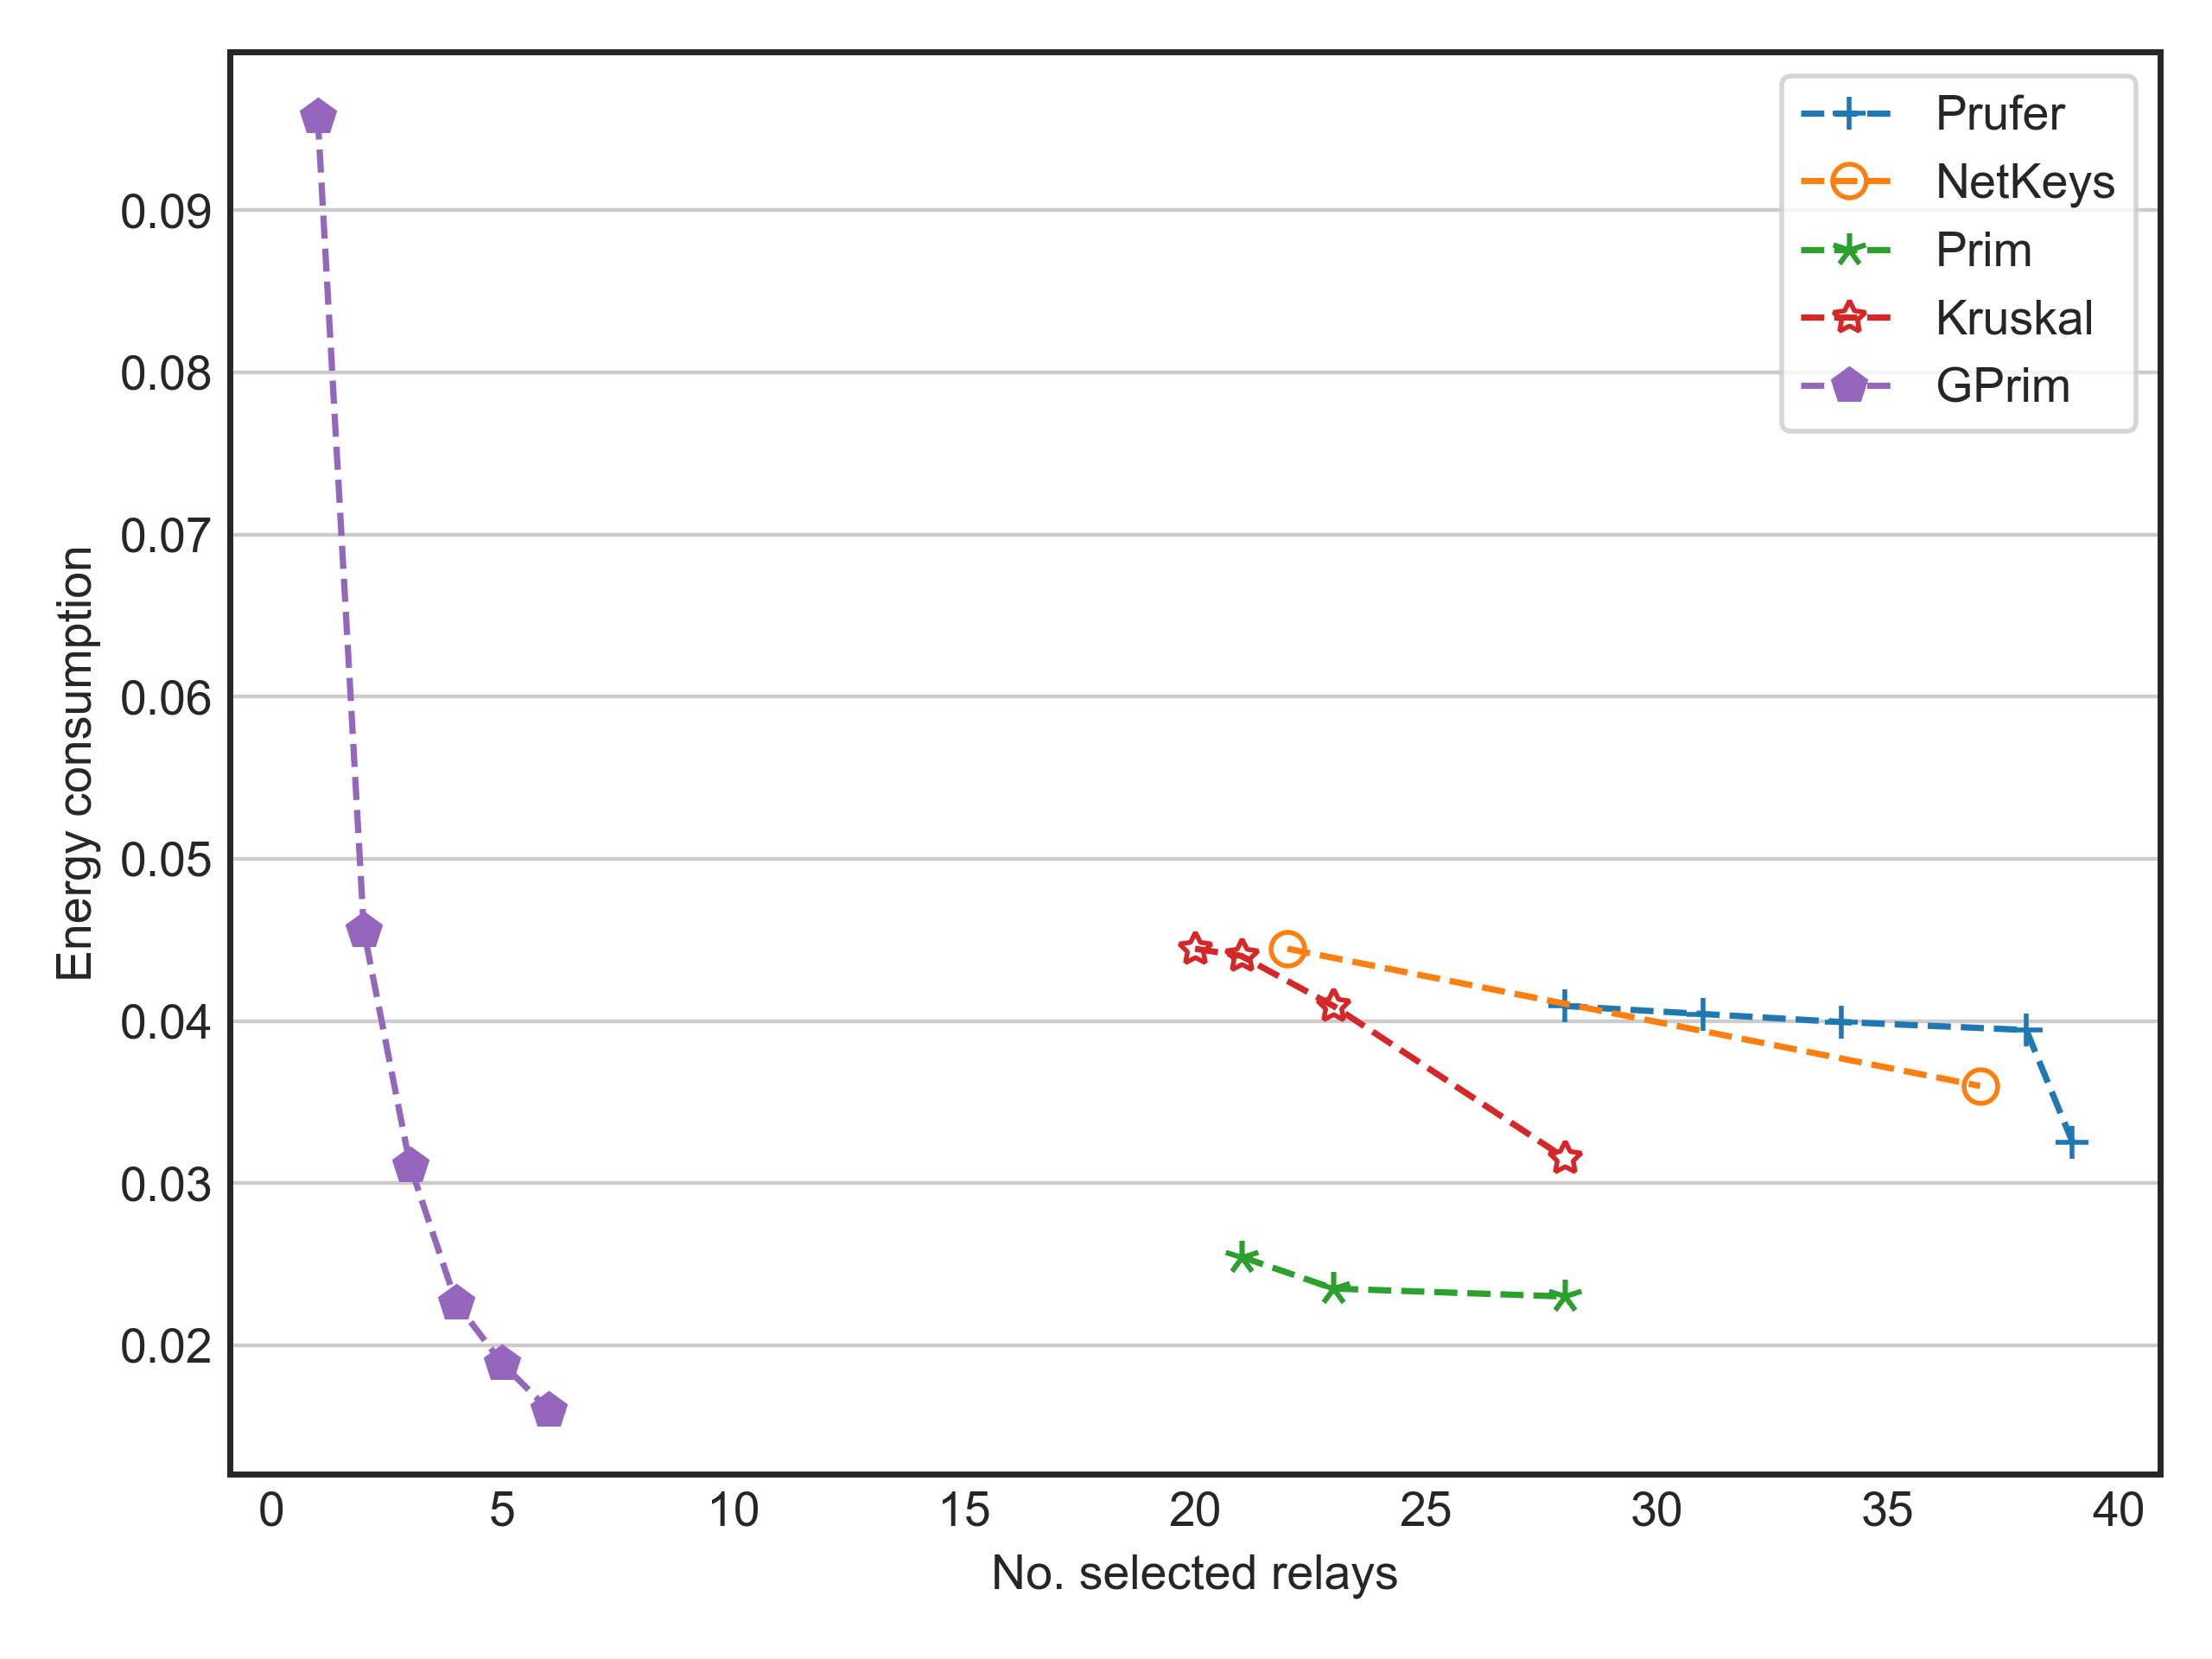 Prufer
NetKeys
Prim
Kruskal
GPrim
Energy consumption
0.09
0.08
0.07
0.06
0.05
0.04
0.03
0.02
0 5 10 15 20 25 30 35 40
No. selected relays